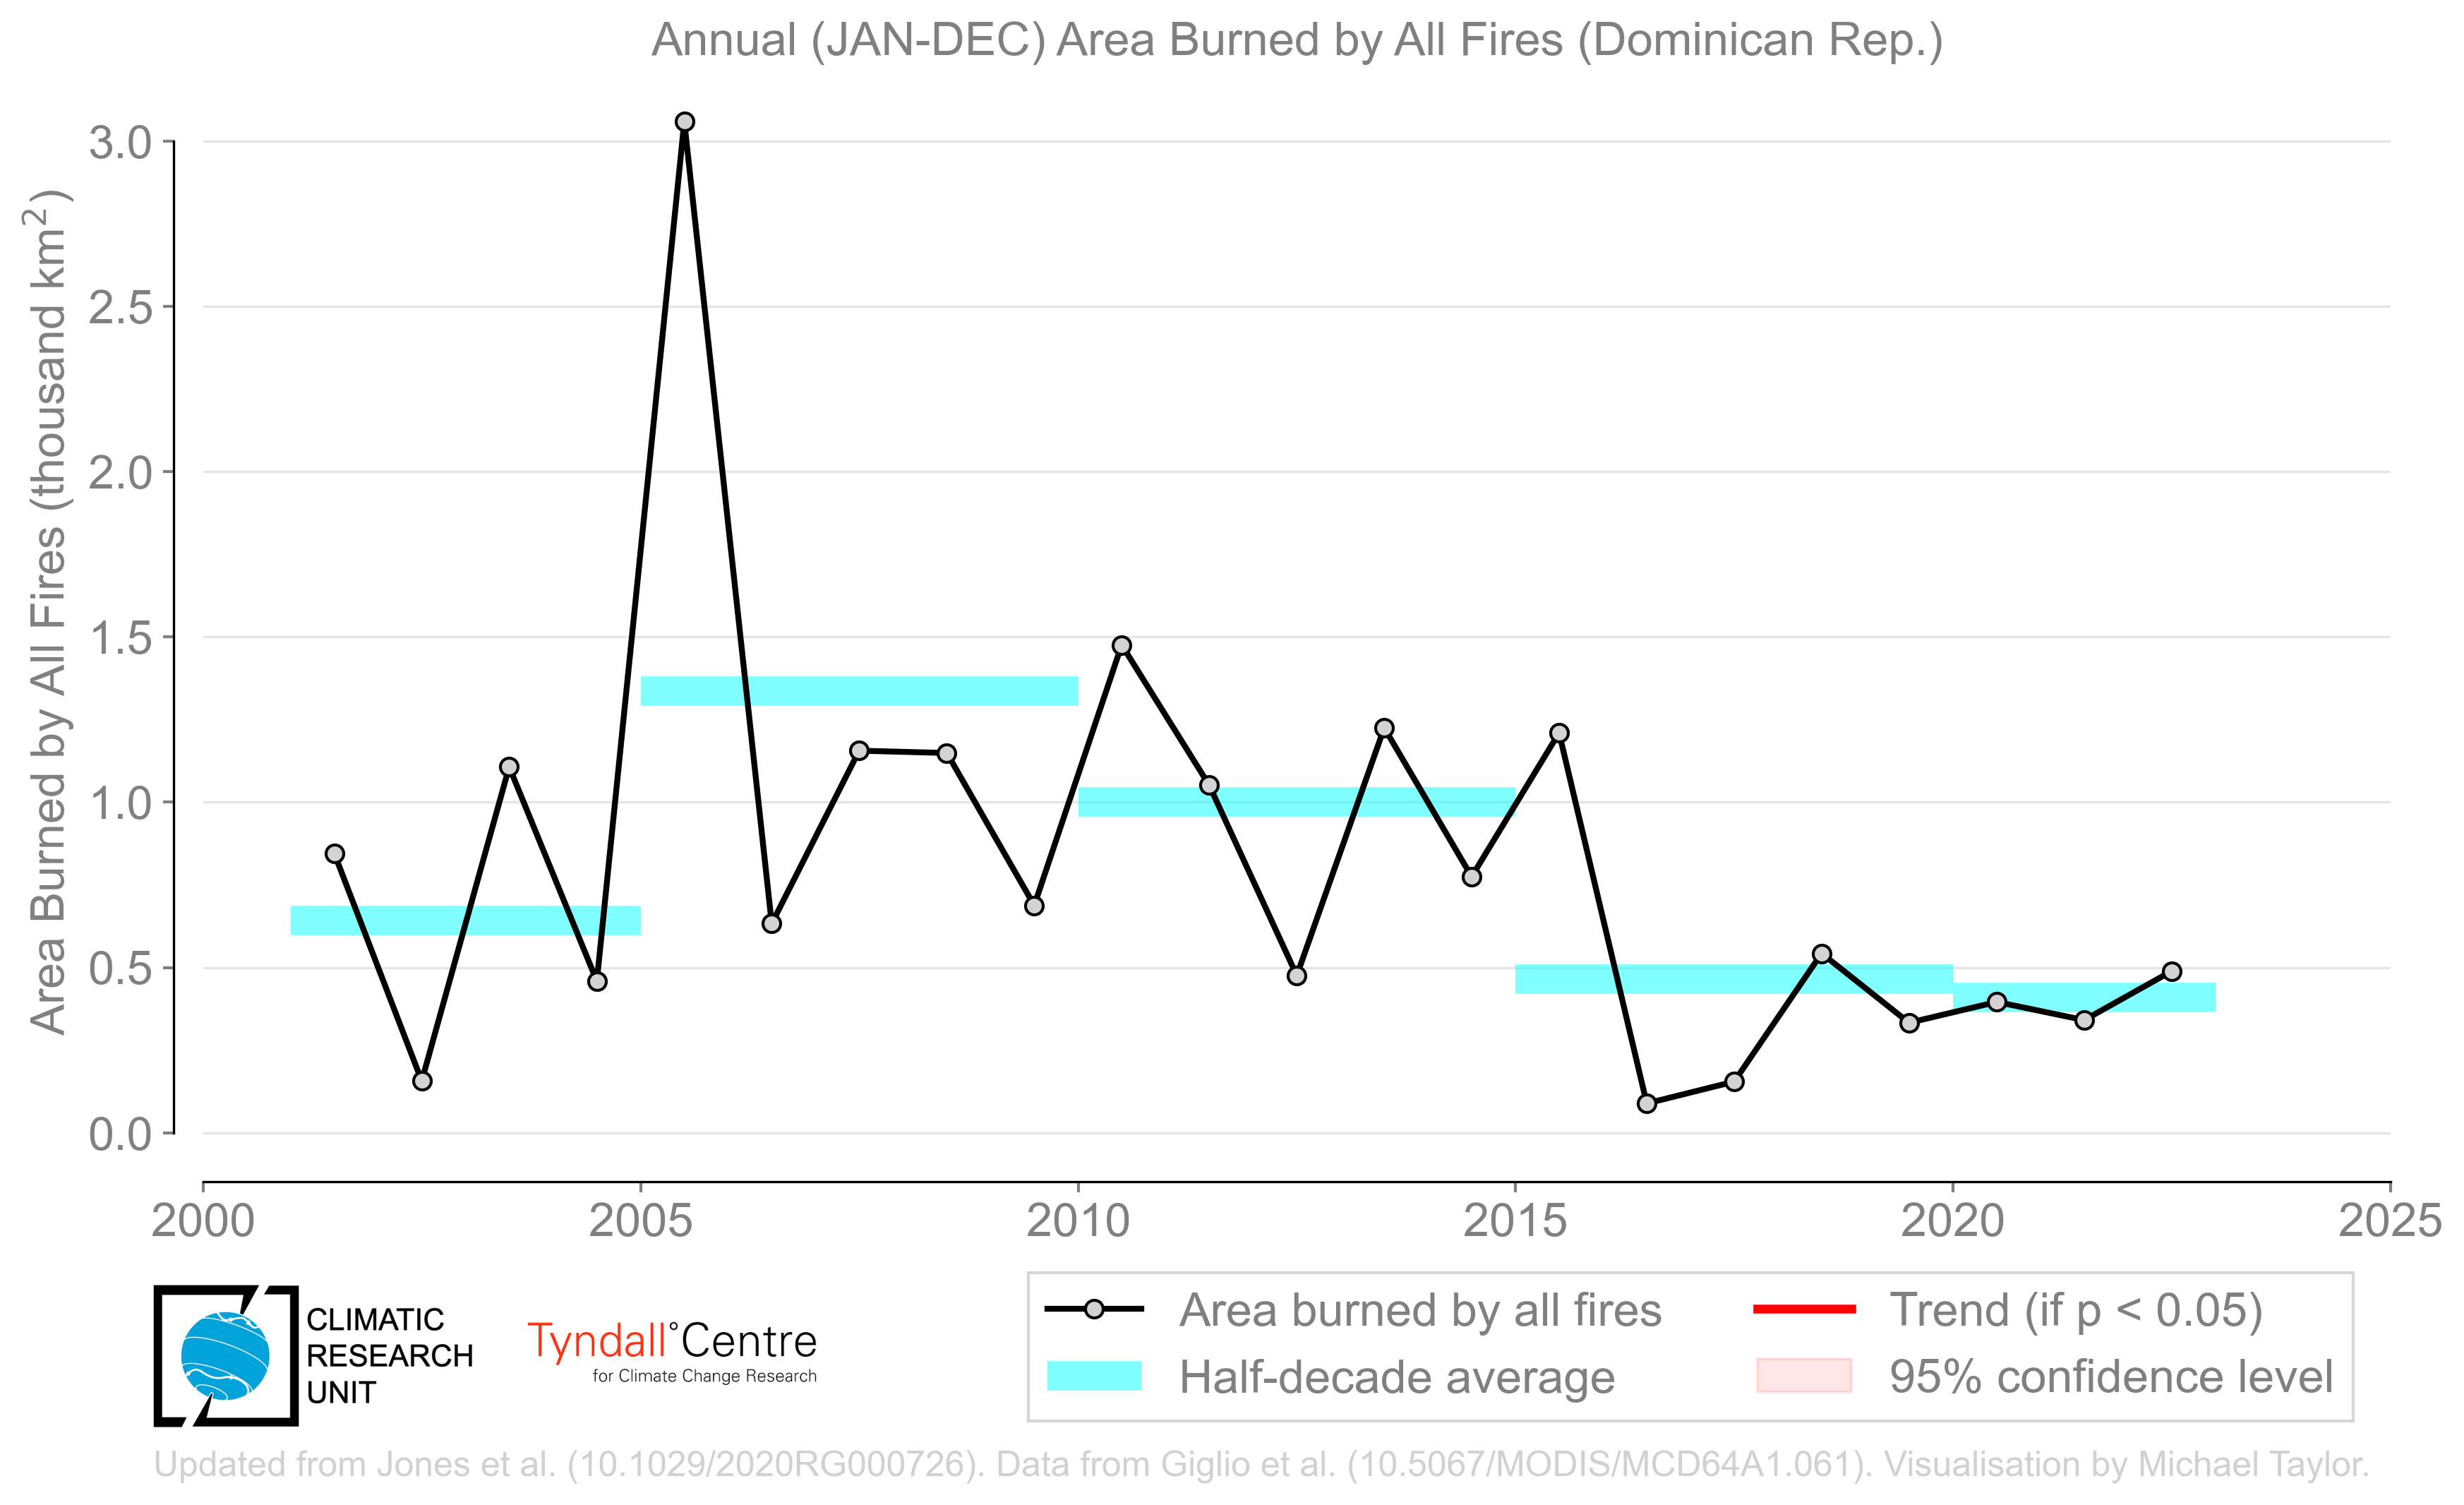 Annual (JAN-DEC) Area Burned by All Fires (Dominican Rep.)
Area Burned by All Fires (thousand km²)
3.0
2.5
2.0
1.5
1.0
0.5
0.0
2000 2005 2010 2015 2020 2025
CLIMATIC
RESEARCH
UNIT
Tyndall°Centre
for Climate Change Research
Area burned by all fires
Half-decade average
Trend (if p < 0.05)
95% confidence level
Updated from Jones et al. (10.1029/2020RG000726). Data from Giglio et al. (10.5067/MODIS/MCD64A1.061). Visualisation by Michael Taylor.